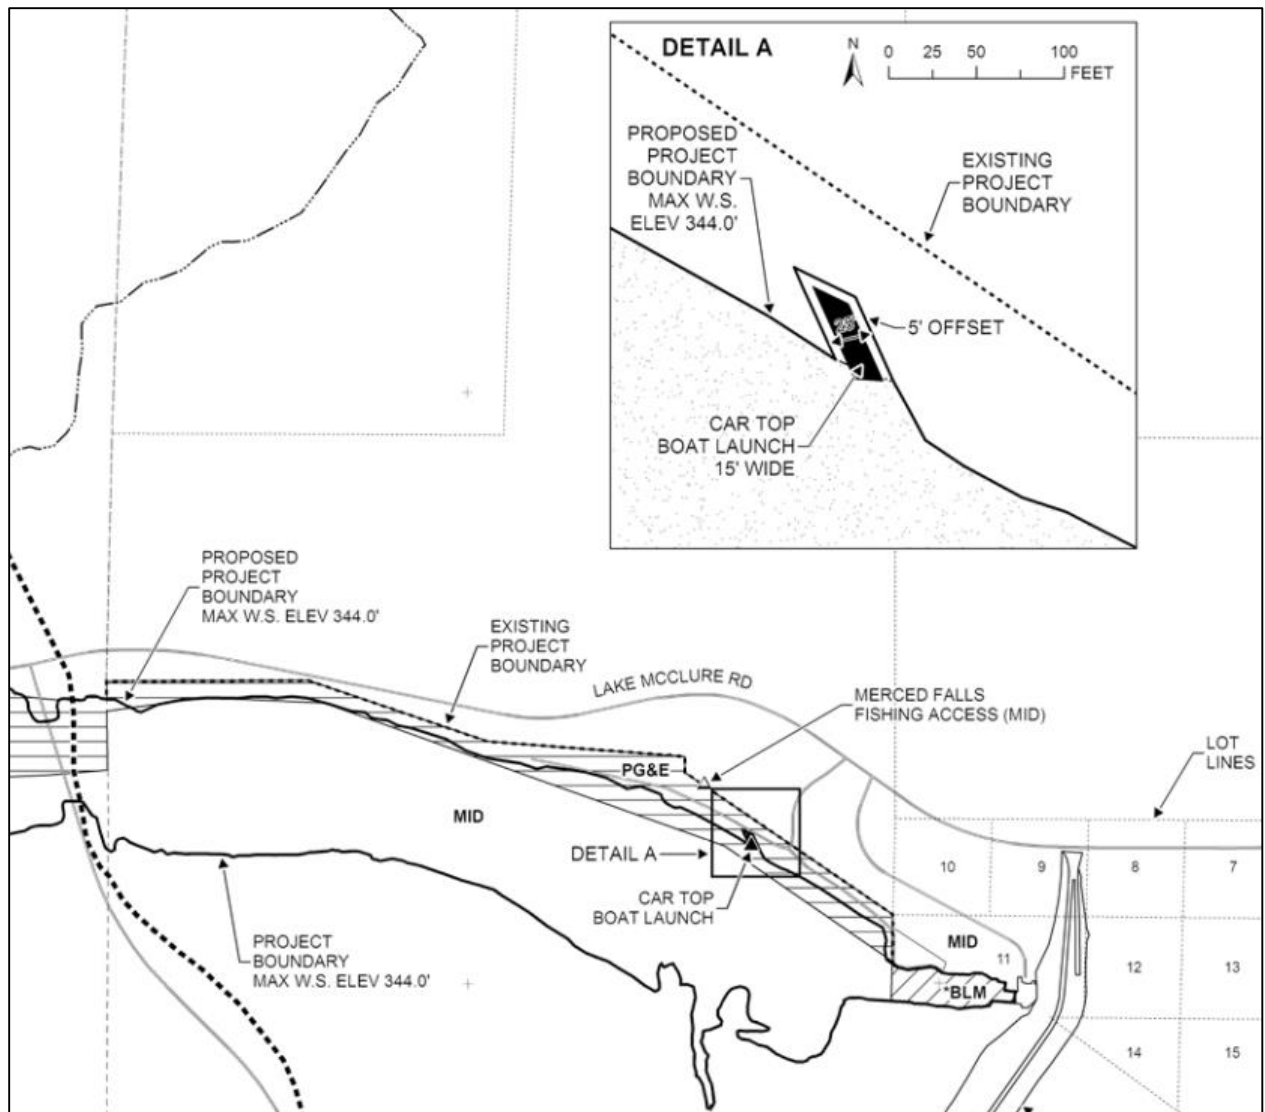 DETAIL A
N
0 25 50 100
FEET
PROPOSED
PROJECT
BOUNDARY
MAX W.S.
ELEV 344.0'
EXISTING
PROJECT
BOUNDARY
25'
5' OFFSET
CAR TOP
BOAT LAUNCH
15' WIDE
PROPOSED
PROJECT
BOUNDARY
MAX W.S. ELEV 344.0'
EXISTING
PROJECT
BOUNDARY
LAKE MCCLURE RD
MERCED FALLS
FISHING ACCESS (MID)
LOT
LINES
PG&E
MID
DETAIL A
CAR TOP
BOAT LAUNCH
10 9 8 7
PROJECT
BOUNDARY
MAX W.S. ELEV 344.0'
MID
11
12 13
*BLM
14 15